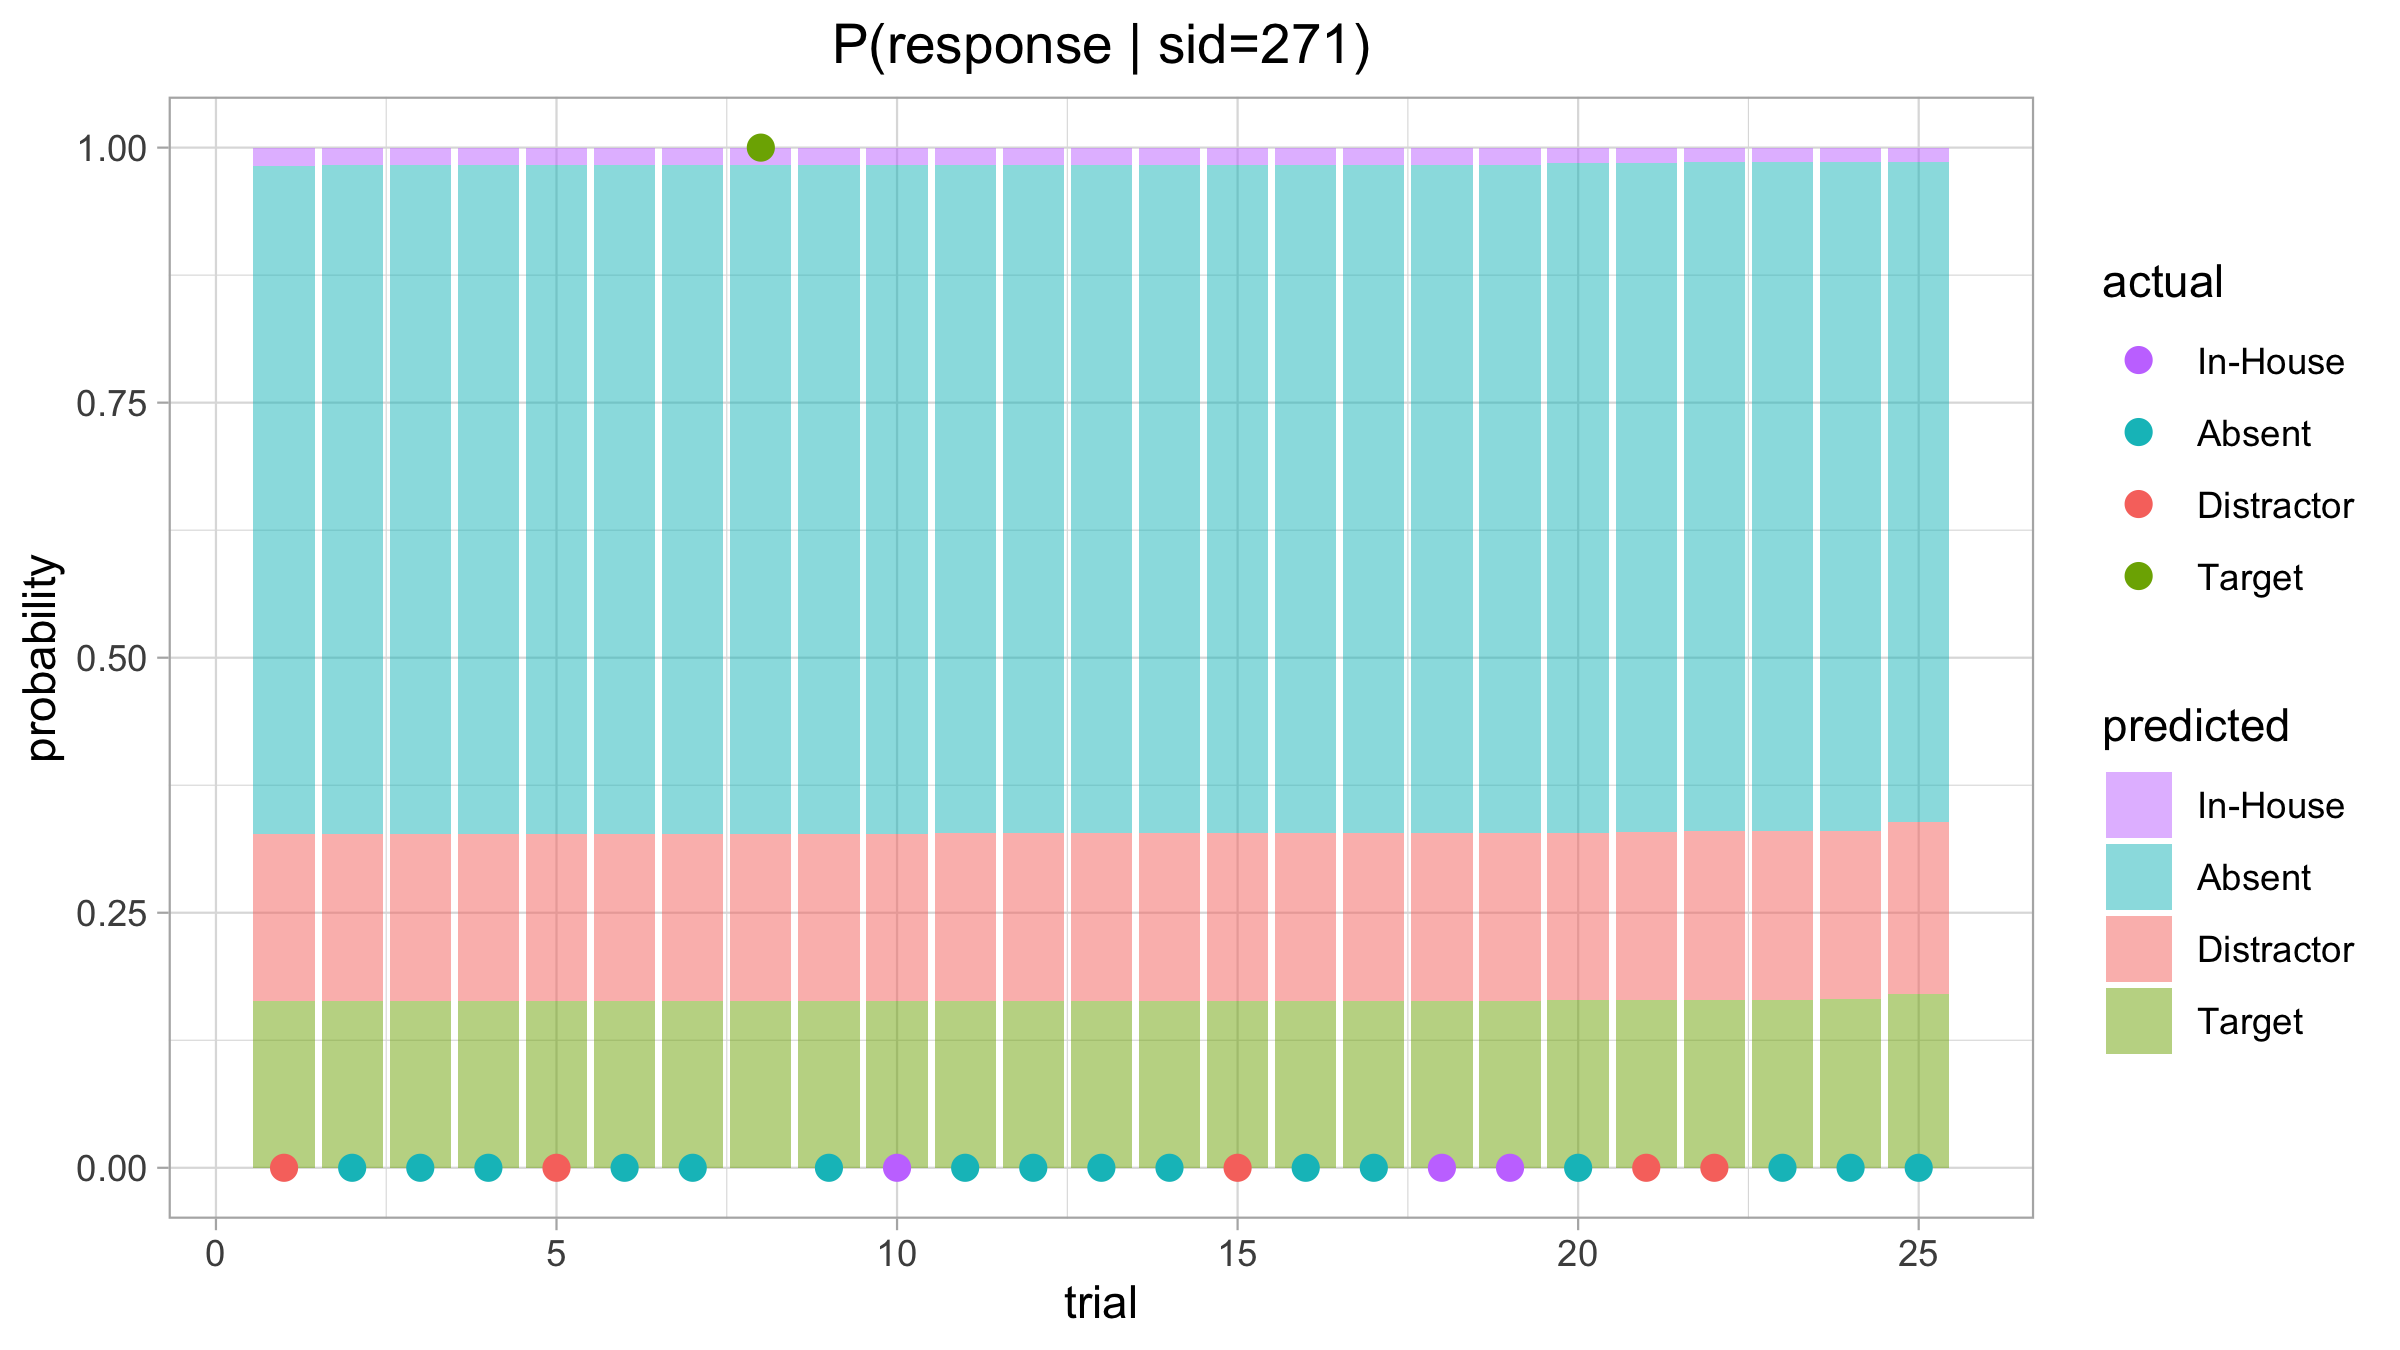 P(response | sid=271)
probability
1.00
0.75
0.50
0.25
0.00
0 5 10 15 20 25
trial
actual
In-House
Absent
Distractor
Target
predicted
In-House
Absent
Distractor
Target